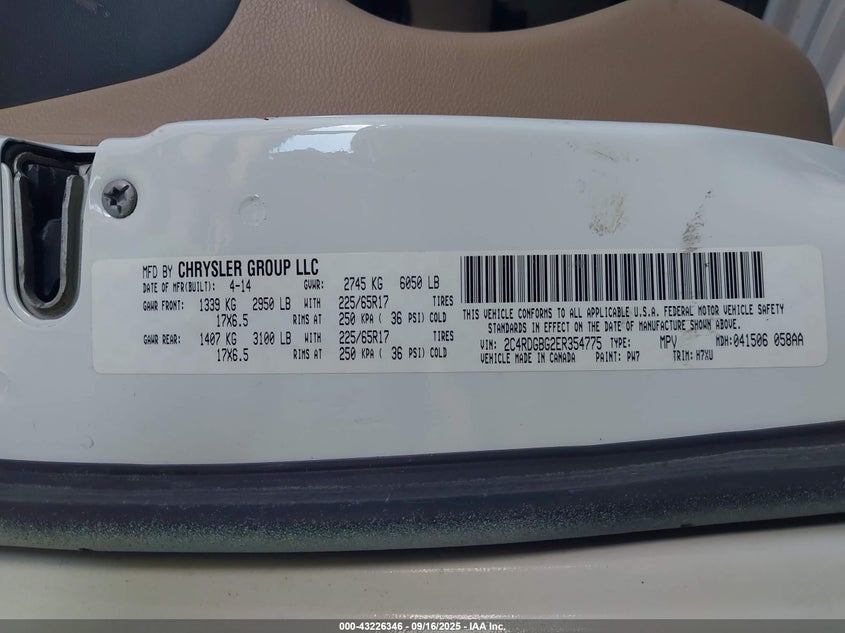 MFD BY CHRYSLER GROUP LLC
DATE OF MFR(BUILT): 4-14 GVWR: 2745 KG 6050 LB
GAWR FRONT: 1339 KG 2950 LB WITH 225/65R17 TIRES
17X6.5 RIMS AT 250 KPA ( 36 PSI) COLD
GAWR REAR: 1407 KG 3100 LB WITH 225/65R17 TIRES
17X6.5 RIMS AT 250 KPA ( 36 PSI) COLD
THIS VEHICLE CONFORMS TO ALL APPLICABLE U.S.A. FEDERAL MOTOR VEHICLE SAFETY
STANDARDS IN EFFECT ON THE DATE OF MANUFACTURE SHOWN ABOVE.
VIN: 2C4RDGBG2ER354775 TYPE: MPV MDH:041506 058AA
VEHICLE MADE IN CANADA PAINT: PW7 TRIM: H7XU
000-43226346 - 09/16/2025 - IAA Inc.